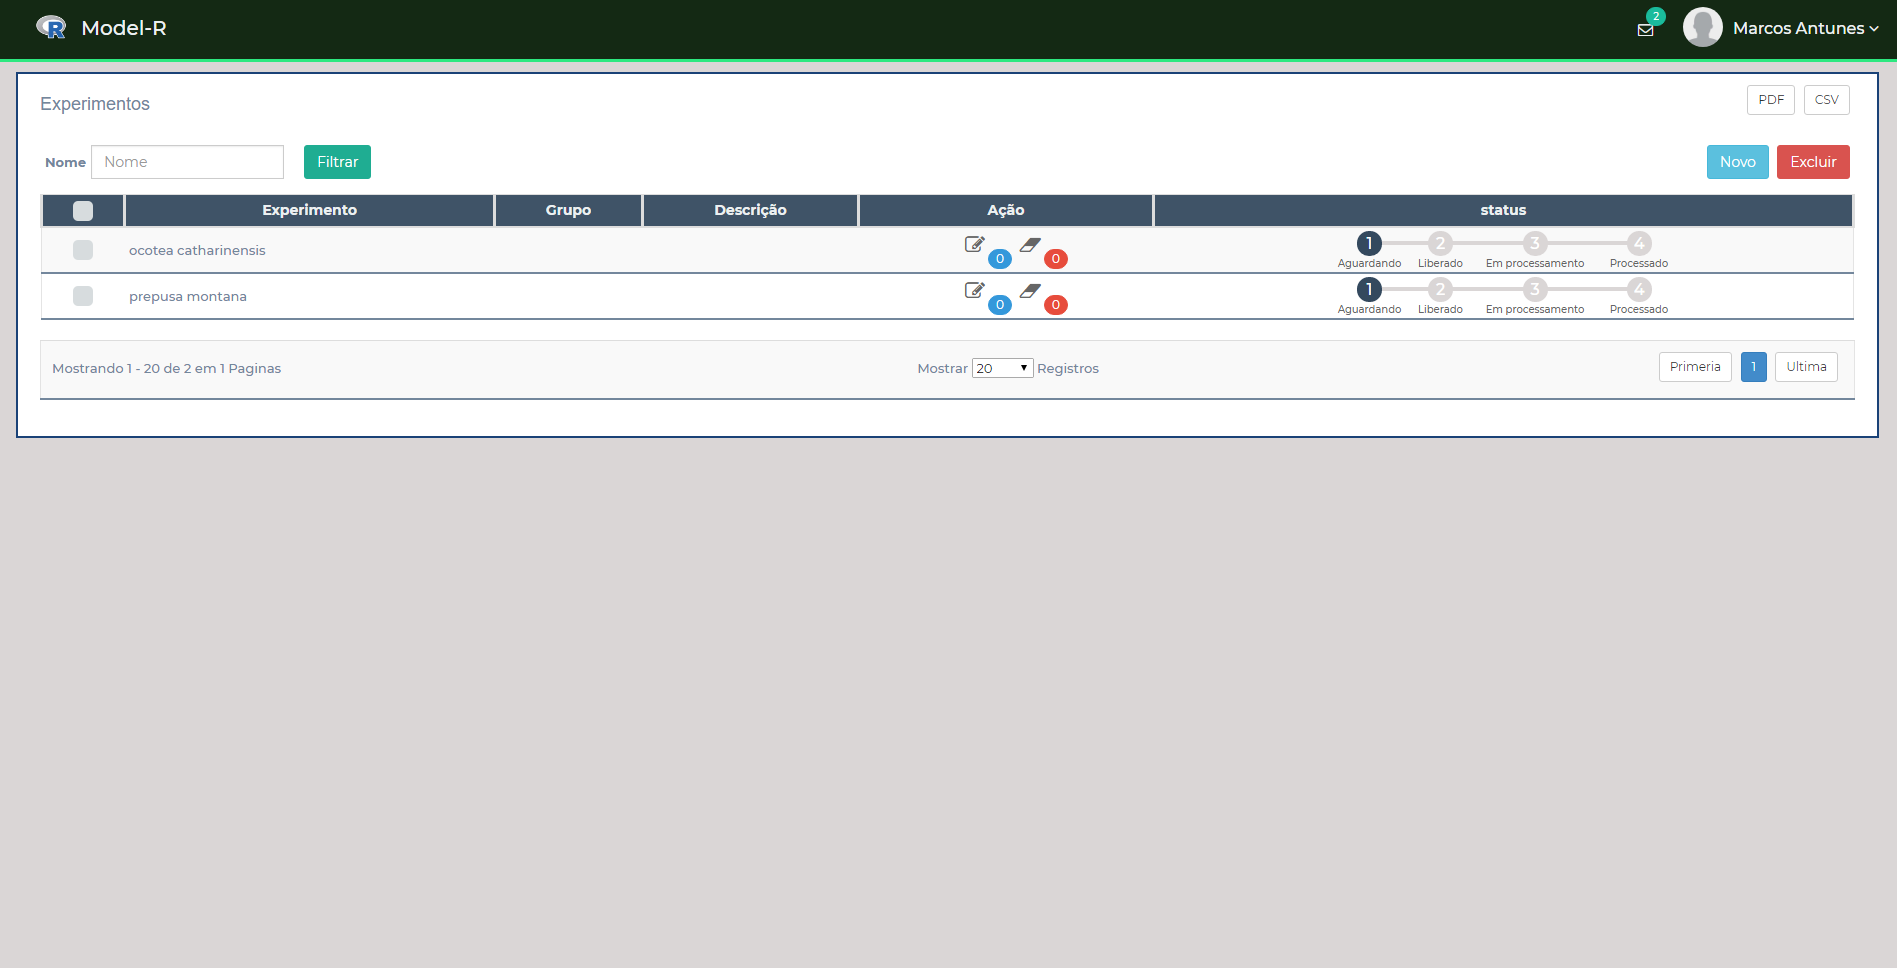 R Model-R 2 Marcos Antunes
Experimentos PDF CSV
Nome Nome Filtrar Novo Excluir
Experimento Grupo Descrição Ação status
ocotea catharinensis 0 0 1 2 3 4
Aguardando Liberado Em processamento Processado
prepusa montana 0 0 1 2 3 4
Aguardando Liberado Em processamento Processado
Mostrando 1 - 20 de 2 em 1 Paginas Mostrar 20 Registros Primeria 1 Ultima